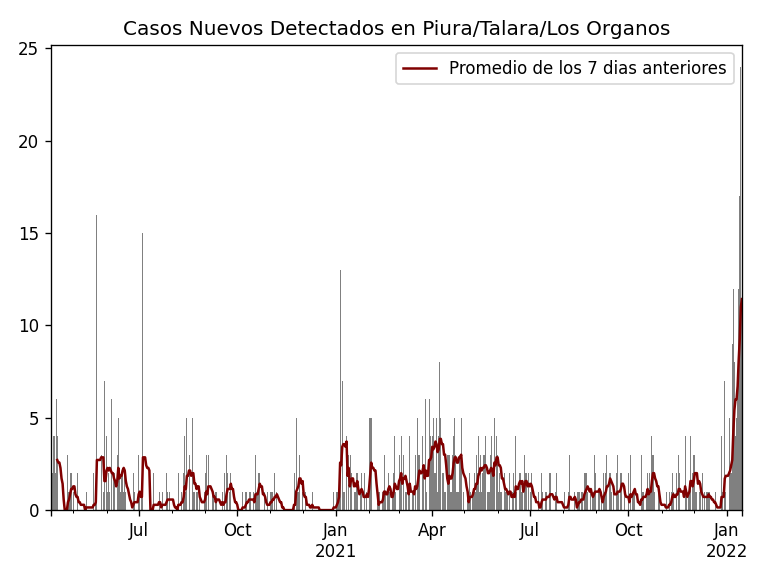 Casos Nuevos Detectados en Piura/Talara/Los Organos
Promedio de los 7 dias anteriores
25
20
15
10
5
0
Jul
Oct
Jan
2021
Apr
Jul
Oct
Jan
2022